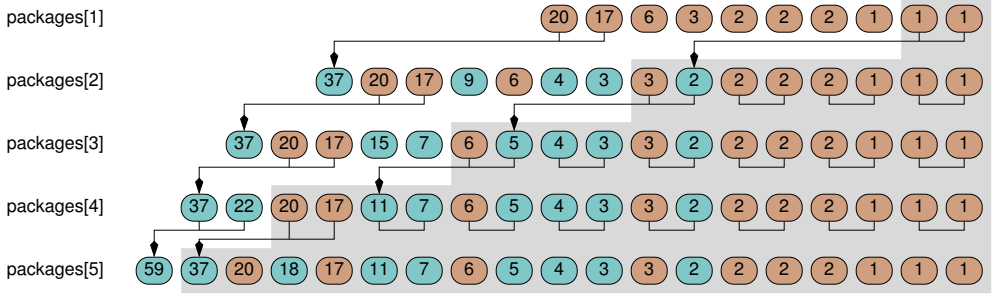 packages[1] 20 17 6 3 2 2 2 1 1 1
packages[2] 37 20 17 9 6 4 3 3 2 2 2 2 1 1 1
packages[3] 37 20 17 15 7 6 5 4 3 3 2 2 2 2 1 1 1
packages[4] 37 22 20 17 11 7 6 5 4 3 3 2 2 2 2 1 1 1
packages[5] 59 37 20 18 17 11 7 6 5 4 3 3 2 2 2 2 1 1 1